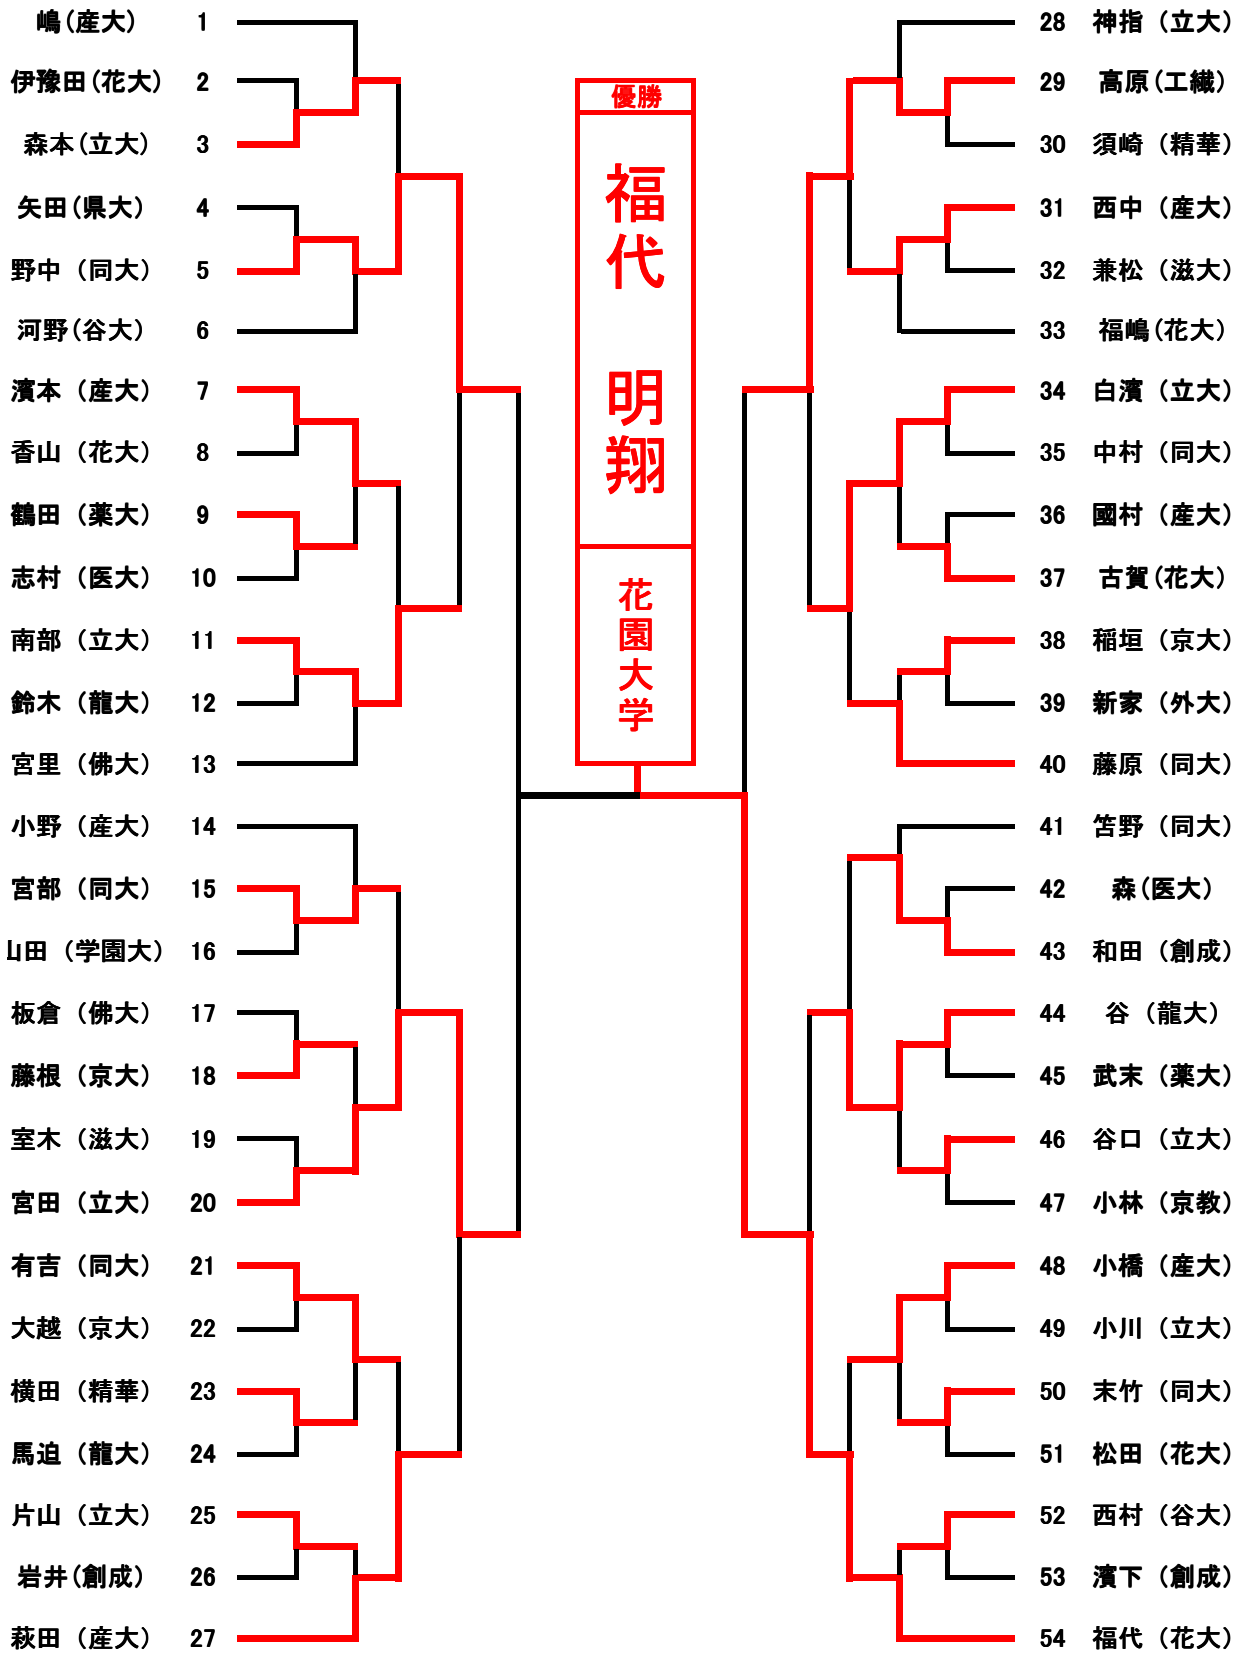 嶋(産大) 1
伊豫田(花大) 2
森本(立大) 3
矢田(県大) 4
野中（同大） 5
河野(谷大) 6
濱本（産大） 7
香山（花大） 8
鶴田（薬大） 9
志村（医大） 10
南部（立大） 11
鈴木（龍大） 12
宮里（佛大） 13
小野（産大） 14
宮部（同大） 15
山田（学園大） 16
板倉（佛大） 17
藤根（京大） 18
室木（滋大） 19
宮田（立大） 20
有吉（同大） 21
大越（京大） 22
横田（精華） 23
馬迫（龍大） 24
片山（立大） 25
岩井(創成) 26
萩田（産大） 27
優勝
福代 明翔
花園大学
28 神指（立大）
29 高原(工繊)
30 須崎（精華）
31 西中（産大）
32 兼松（滋大）
33 福嶋(花大)
34 白濱（立大）
35 中村（同大）
36 國村（産大）
37 古賀(花大)
38 稲垣（京大）
39 新家（外大）
40 藤原（同大）
41 笘野（同大）
42 森(医大)
43 和田（創成）
44 谷（龍大）
45 武末（薬大）
46 谷口（立大）
47 小林（京教）
48 小橋（産大）
49 小川（立大）
50 末竹（同大）
51 松田（花大）
52 西村（谷大）
53 濱下（創成）
54 福代（花大）